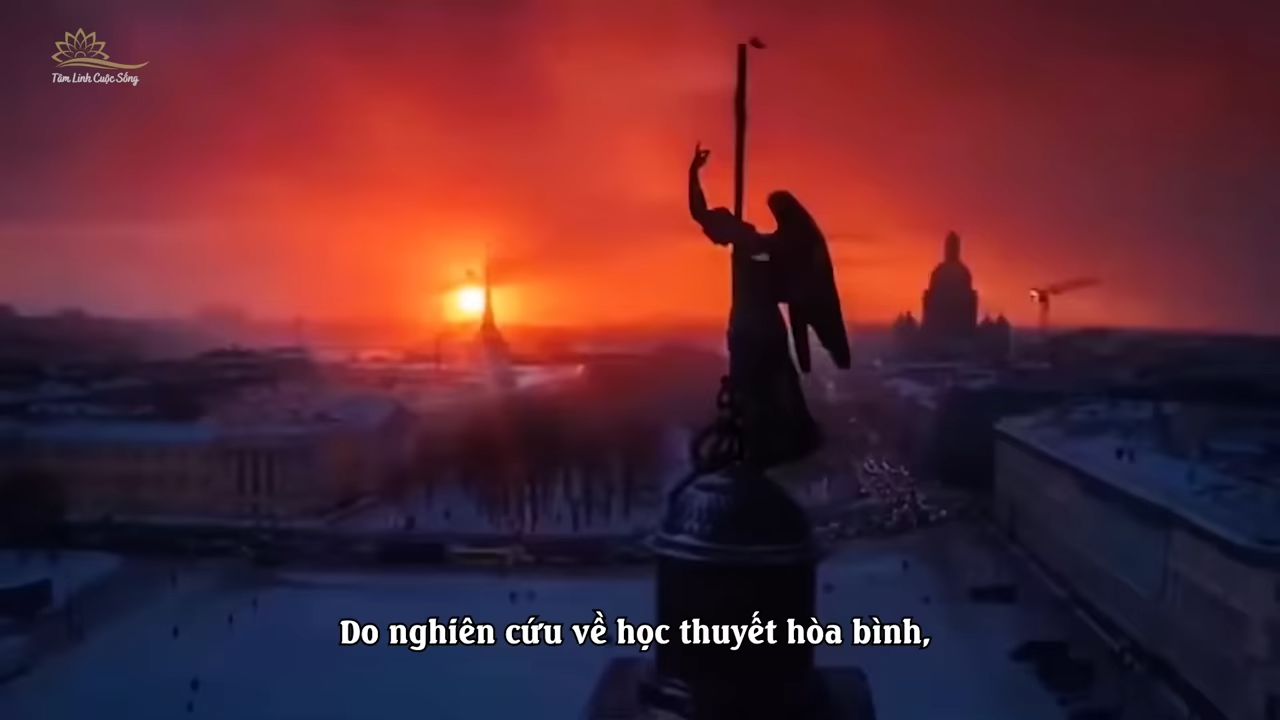 Tâm Linh Cuộc Sống
Do nghiên cứu về học thuyết hòa bình,